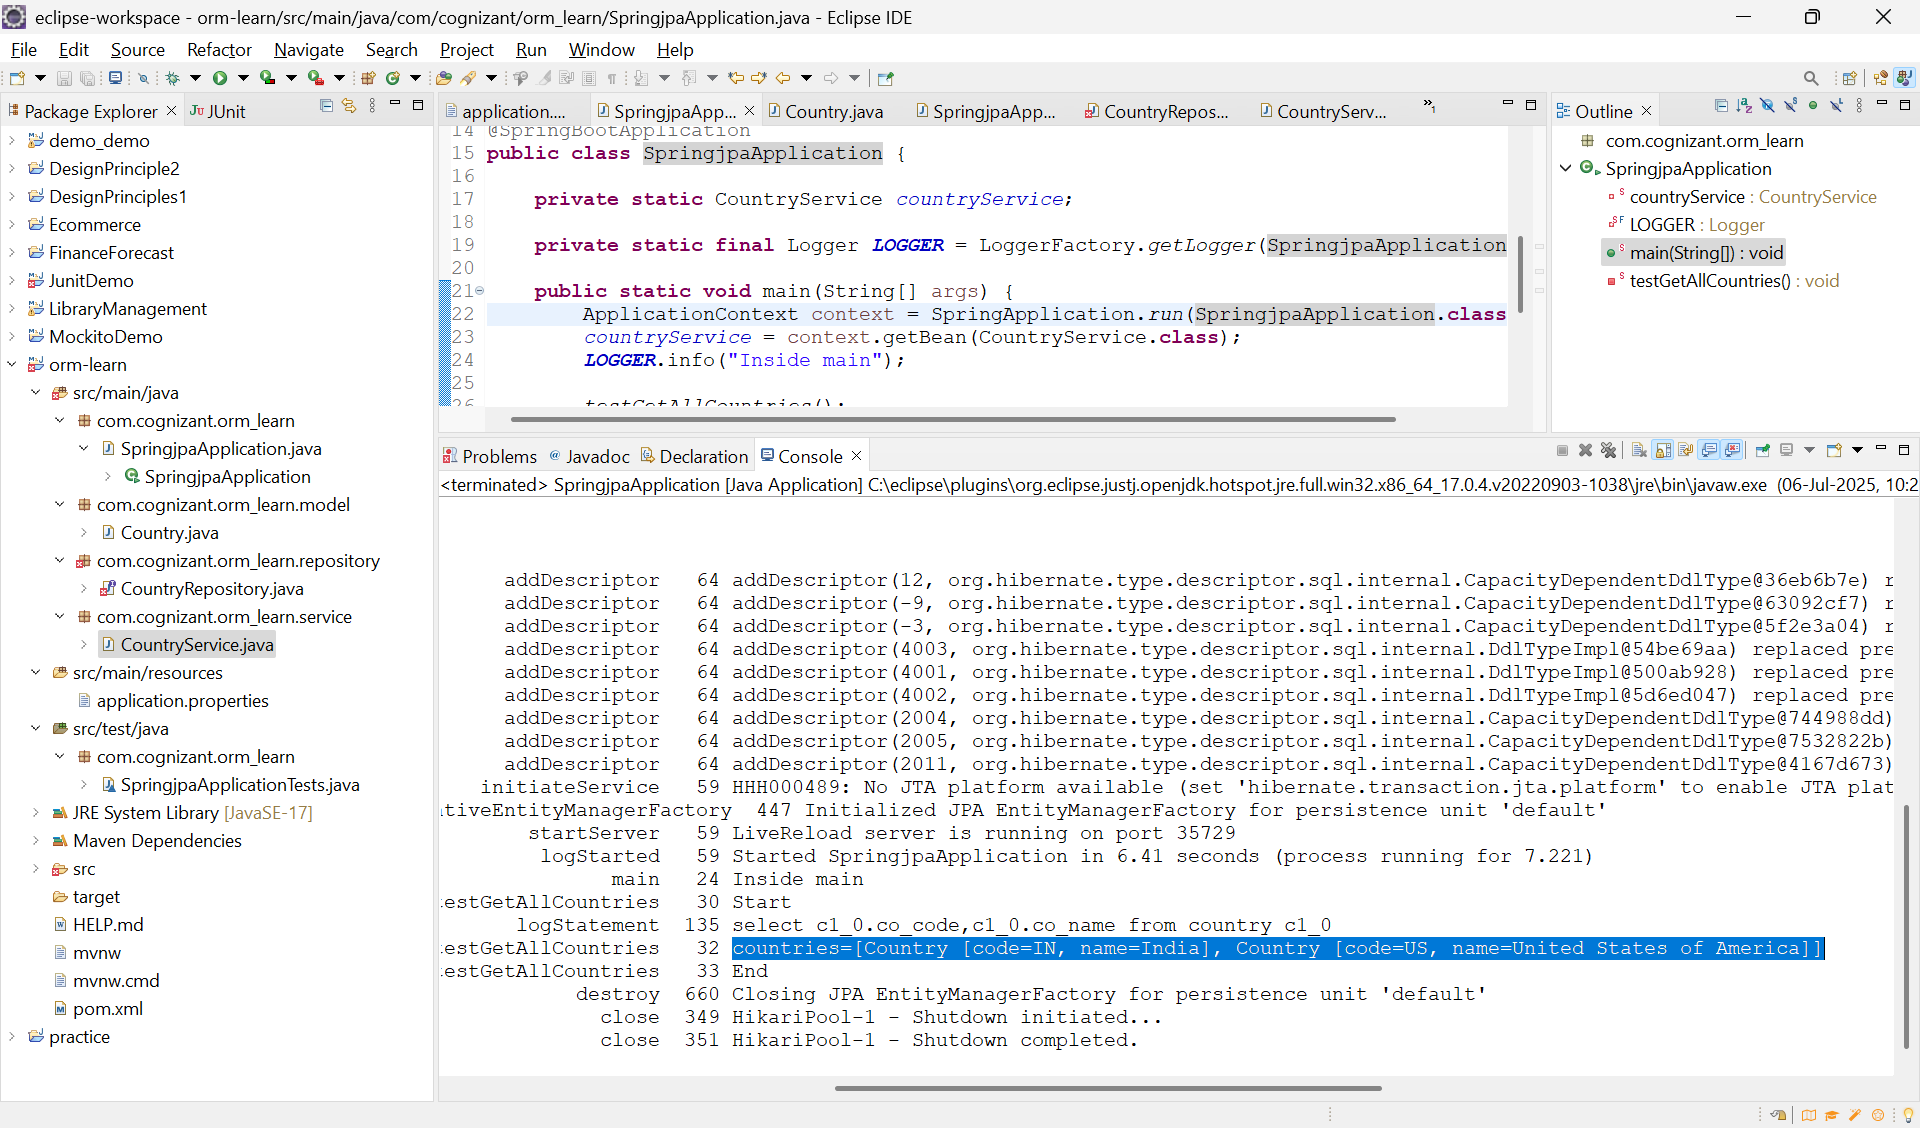 eclipse-workspace - orm-learn/src/main/java/com/cognizant/orm_learn/SpringjpaApplication.java - Eclipse IDE
File Edit Source Refactor Navigate Search Project Run Window Help
Package Explorer
JUnit
demo_demo
DesignPrinciple2
DesignPrinciples1
Ecommerce
FinanceForecast
JunitDemo
LibraryManagement
MockitoDemo
orm-learn
src/main/java
com.cognizant.orm_learn
SpringjpaApplication.java
SpringjpaApplication
com.cognizant.orm_learn.model
Country.java
com.cognizant.orm_learn.repository
CountryRepository.java
com.cognizant.orm_learn.service
CountryService.java
src/main/resources
application.properties
src/test/java
com.cognizant.orm_learn
SpringjpaApplicationTests.java
JRE System Library [JavaSE-17]
Maven Dependencies
src
target
HELP.md
mvnw
mvnw.cmd
pom.xml
practice
application.... SpringjpaApp... Country.java SpringjpaApp... CountryRepos... CountryServ... »1
14 @SpringBootApplication
15 public class SpringjpaApplication {
16
17 private static CountryService countryService;
18
19 private static final Logger LOGGER = LoggerFactory.getLogger(SpringjpaApplication
20
21 public static void main(String[] args) {
22 ApplicationContext context = SpringApplication.run(SpringjpaApplication.class
23 countryService = context.getBean(CountryService.class);
24 LOGGER.info("Inside main");
25
26 testGetAllCountries();
Outline
com.cognizant.orm_learn
SpringjpaApplication
countryService : CountryService
LOGGER : Logger
main(String[]) : void
testGetAllCountries() : void
Problems Javadoc Declaration Console
<terminated> SpringjpaApplication [Java Application] C:\eclipse\plugins\org.eclipse.justj.openjdk.hotspot.jre.full.win32.x86_64_17.0.4.v20220903-1038\jre\bin\javaw.exe (06-Jul-2025, 10:2
addDescriptor 64 addDescriptor(12, org.hibernate.type.descriptor.sql.internal.CapacityDependentDdlType@36eb6b7e) r
addDescriptor 64 addDescriptor(-9, org.hibernate.type.descriptor.sql.internal.CapacityDependentDdlType@63092cf7) r
addDescriptor 64 addDescriptor(-3, org.hibernate.type.descriptor.sql.internal.CapacityDependentDdlType@5f2e3a04) r
addDescriptor 64 addDescriptor(4003, org.hibernate.type.descriptor.sql.internal.DdlTypeImpl@54be69aa) replaced pre
addDescriptor 64 addDescriptor(4001, org.hibernate.type.descriptor.sql.internal.DdlTypeImpl@500ab928) replaced pre
addDescriptor 64 addDescriptor(4002, org.hibernate.type.descriptor.sql.internal.DdlTypeImpl@5d6ed047) replaced pre
addDescriptor 64 addDescriptor(2004, org.hibernate.type.descriptor.sql.internal.CapacityDependentDdlType@744988dd)
addDescriptor 64 addDescriptor(2005, org.hibernate.type.descriptor.sql.internal.CapacityDependentDdlType@7532822b)
addDescriptor 64 addDescriptor(2011, org.hibernate.type.descriptor.sql.internal.CapacityDependentDdlType@4167d673)
initiateService 59 HHH000489: No JTA platform available (set 'hibernate.transaction.jta.platform' to enable JTA plat
tiveEntityManagerFactory 447 Initialized JPA EntityManagerFactory for persistence unit 'default'
startServer 59 LiveReload server is running on port 35729
logStarted 59 Started SpringjpaApplication in 6.41 seconds (process running for 7.221)
main 24 Inside main
estGetAllCountries 30 Start
logStatement 135 select c1_0.co_code,c1_0.co_name from country c1_0
estGetAllCountries 32 countries=[Country [code=IN, name=India], Country [code=US, name=United States of America]]
estGetAllCountries 33 End
destroy 660 Closing JPA EntityManagerFactory for persistence unit 'default'
close 349 HikariPool-1 - Shutdown initiated...
close 351 HikariPool-1 - Shutdown completed.